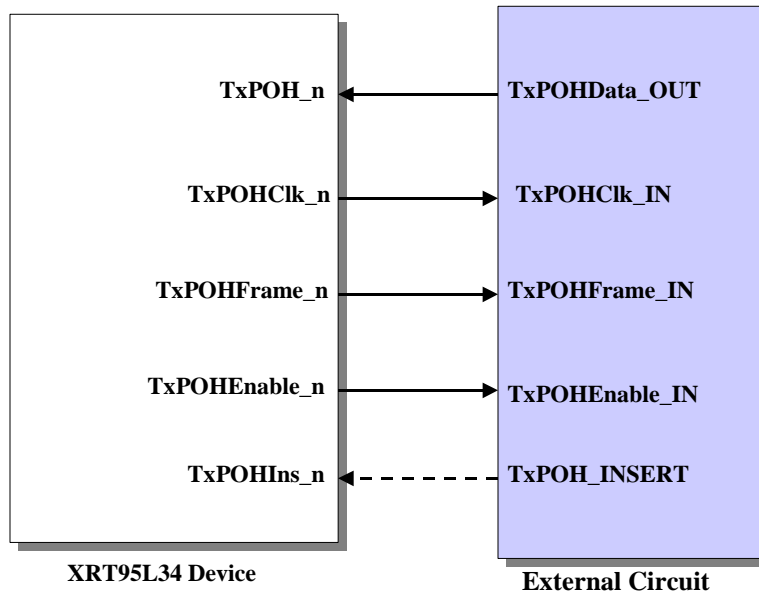 TxPOH_n TxPOHData_OUT
TxPOHClk_n TxPOHClk_IN
TxPOHFrame_n TxPOHFrame_IN
TxPOHEnable_n TxPOHEnable_IN
TxPOHIns_n TxPOH_INSERT
XRT95L34 Device External Circuit